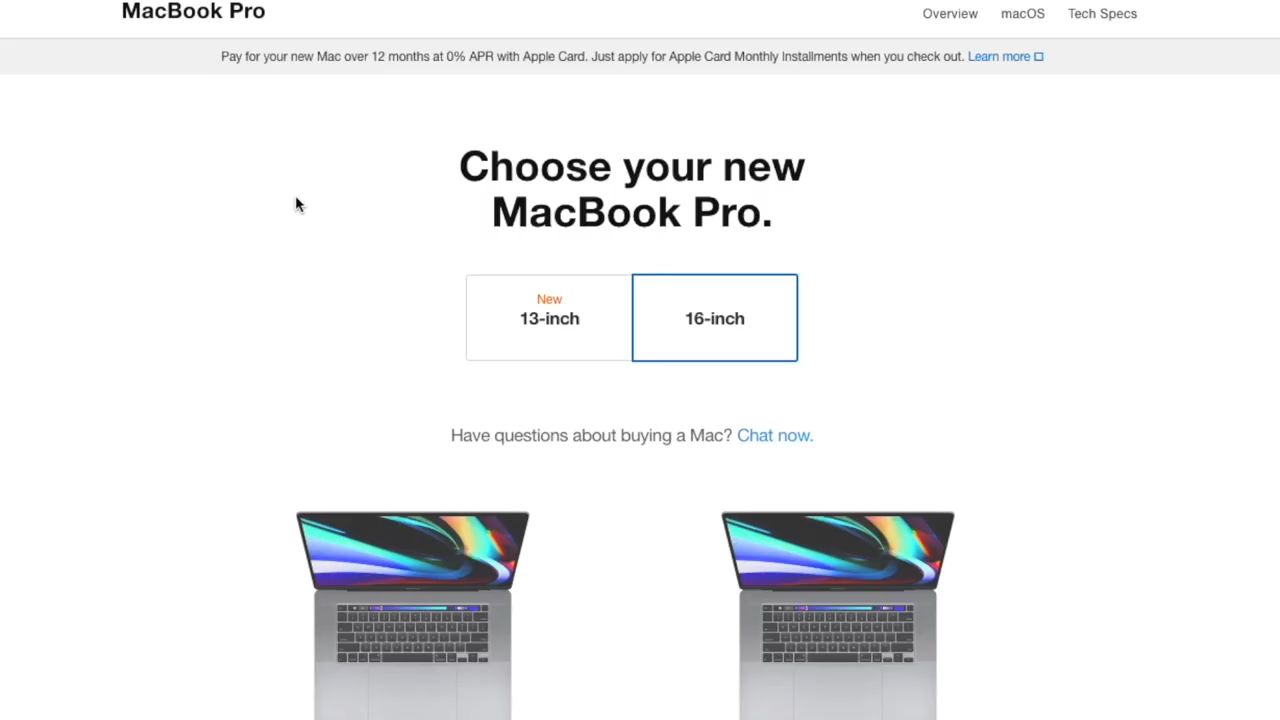 MacBook Pro
Overview
macOS
Tech Specs
Pay for your new Mac over 12 months at 0% APR with Apple Card. Just apply for Apple Card Monthly Installments when you check out. Learn more
Choose your new
MacBook Pro.
New
13-inch
16-inch
Have questions about buying a Mac? Chat now.